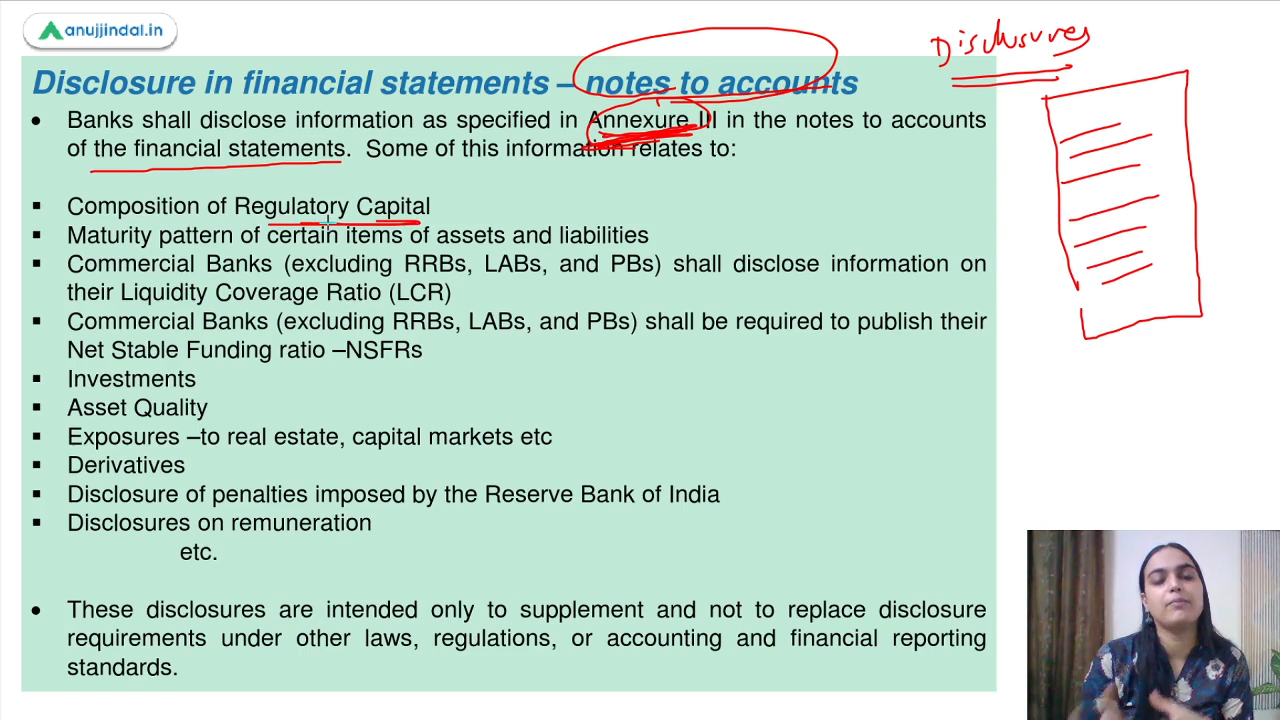 anujjindal.in
Disclosures
Disclosure in financial statements – notes to accounts
• Banks shall disclose information as specified in Annexure III in the notes to accounts
of the financial statements. Some of this information relates to:
▪ Composition of Regulatory Capital
▪ Maturity pattern of certain items of assets and liabilities
▪ Commercial Banks (excluding RRBs, LABs, and PBs) shall disclose information on
their Liquidity Coverage Ratio (LCR)
▪ Commercial Banks (excluding RRBs, LABs, and PBs) shall be required to publish their
Net Stable Funding ratio –NSFRs
▪ Investments
▪ Asset Quality
▪ Exposures –to real estate, capital markets etc
▪ Derivatives
▪ Disclosure of penalties imposed by the Reserve Bank of India
▪ Disclosures on remuneration
etc.
• These disclosures are intended only to supplement and not to replace disclosure
requirements under other laws, regulations, or accounting and financial reporting
standards.